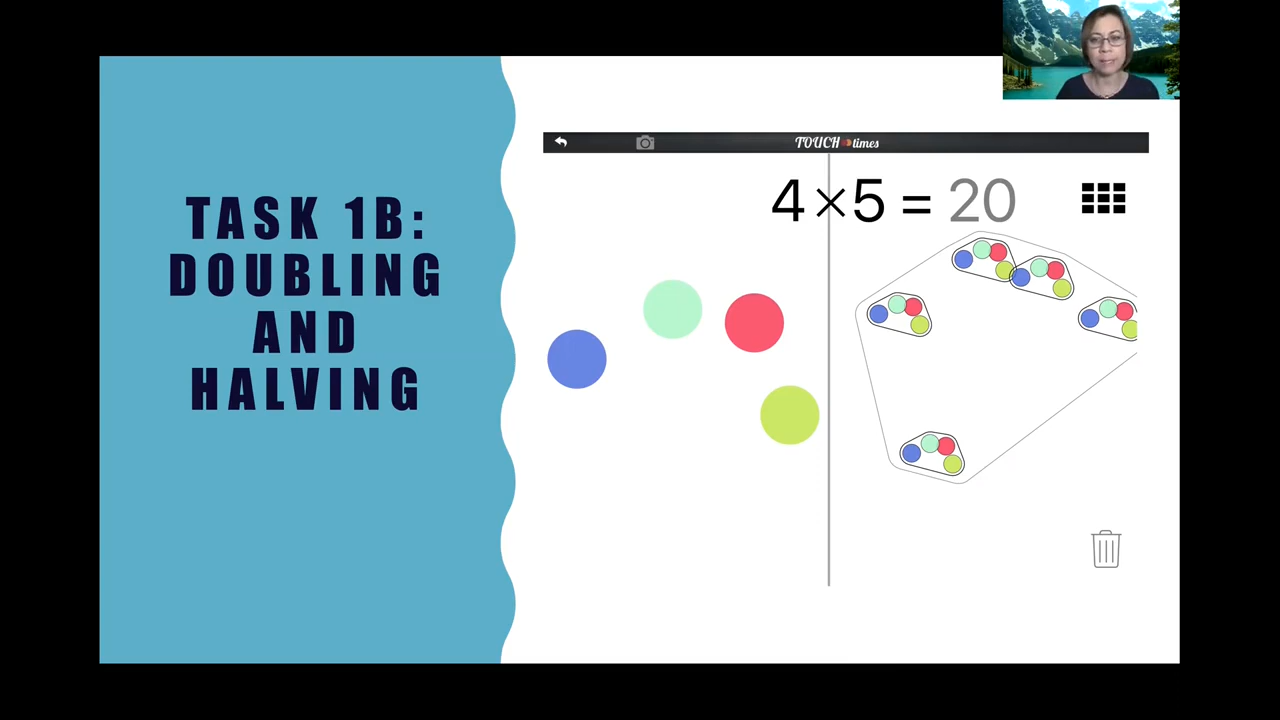 TASK 1B:
DOUBLING
AND
HALVING
TOUCH times
4×5 = 20